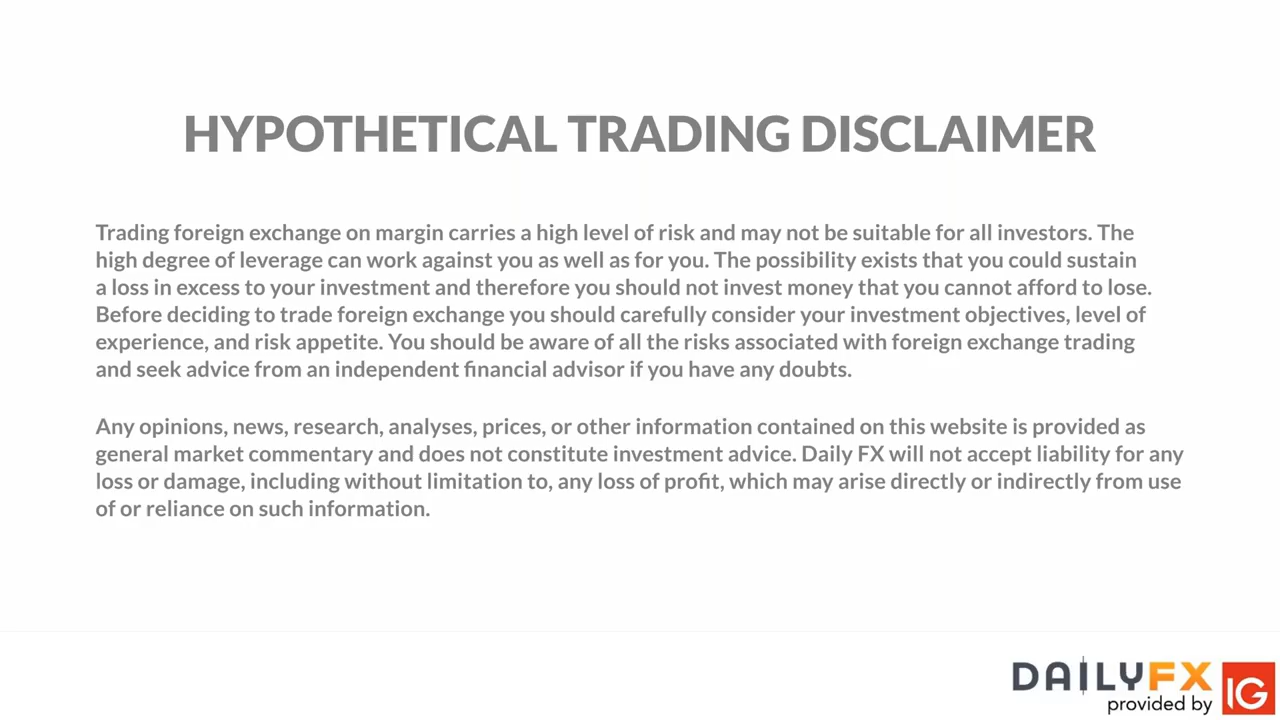 HYPOTHETICAL TRADING DISCLAIMER
Trading foreign exchange on margin carries a high level of risk and may not be suitable for all investors. The
high degree of leverage can work against you as well as for you. The possibility exists that you could sustain
a loss in excess to your investment and therefore you should not invest money that you cannot afford to lose.
Before deciding to trade foreign exchange you should carefully consider your investment objectives, level of
experience, and risk appetite. You should be aware of all the risks associated with foreign exchange trading
and seek advice from an independent financial advisor if you have any doubts.
Any opinions, news, research, analyses, prices, or other information contained on this website is provided as
general market commentary and does not constitute investment advice. Daily FX will not accept liability for any
loss or damage, including without limitation to, any loss of profit, which may arise directly or indirectly from use
of or reliance on such information.
DAILYFX
provided by IG